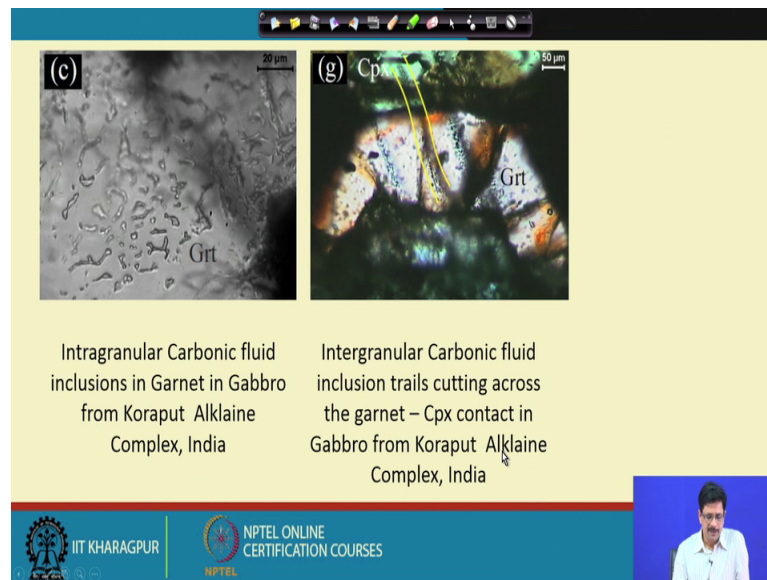 (c)
20 µm
Grt
(g)
Cpx
50 µm
Grt
Intragranular Carbonic fluid
inclusions in Garnet in Gabbro
from Koraput Alklaine
Complex, India
Intergranular Carbonic fluid
inclusion trails cutting across
the garnet – Cpx contact in
Gabbro from Koraput Alklaine
Complex, India
IIT KHARAGPUR
NPTEL
NPTEL ONLINE
CERTIFICATION COURSES